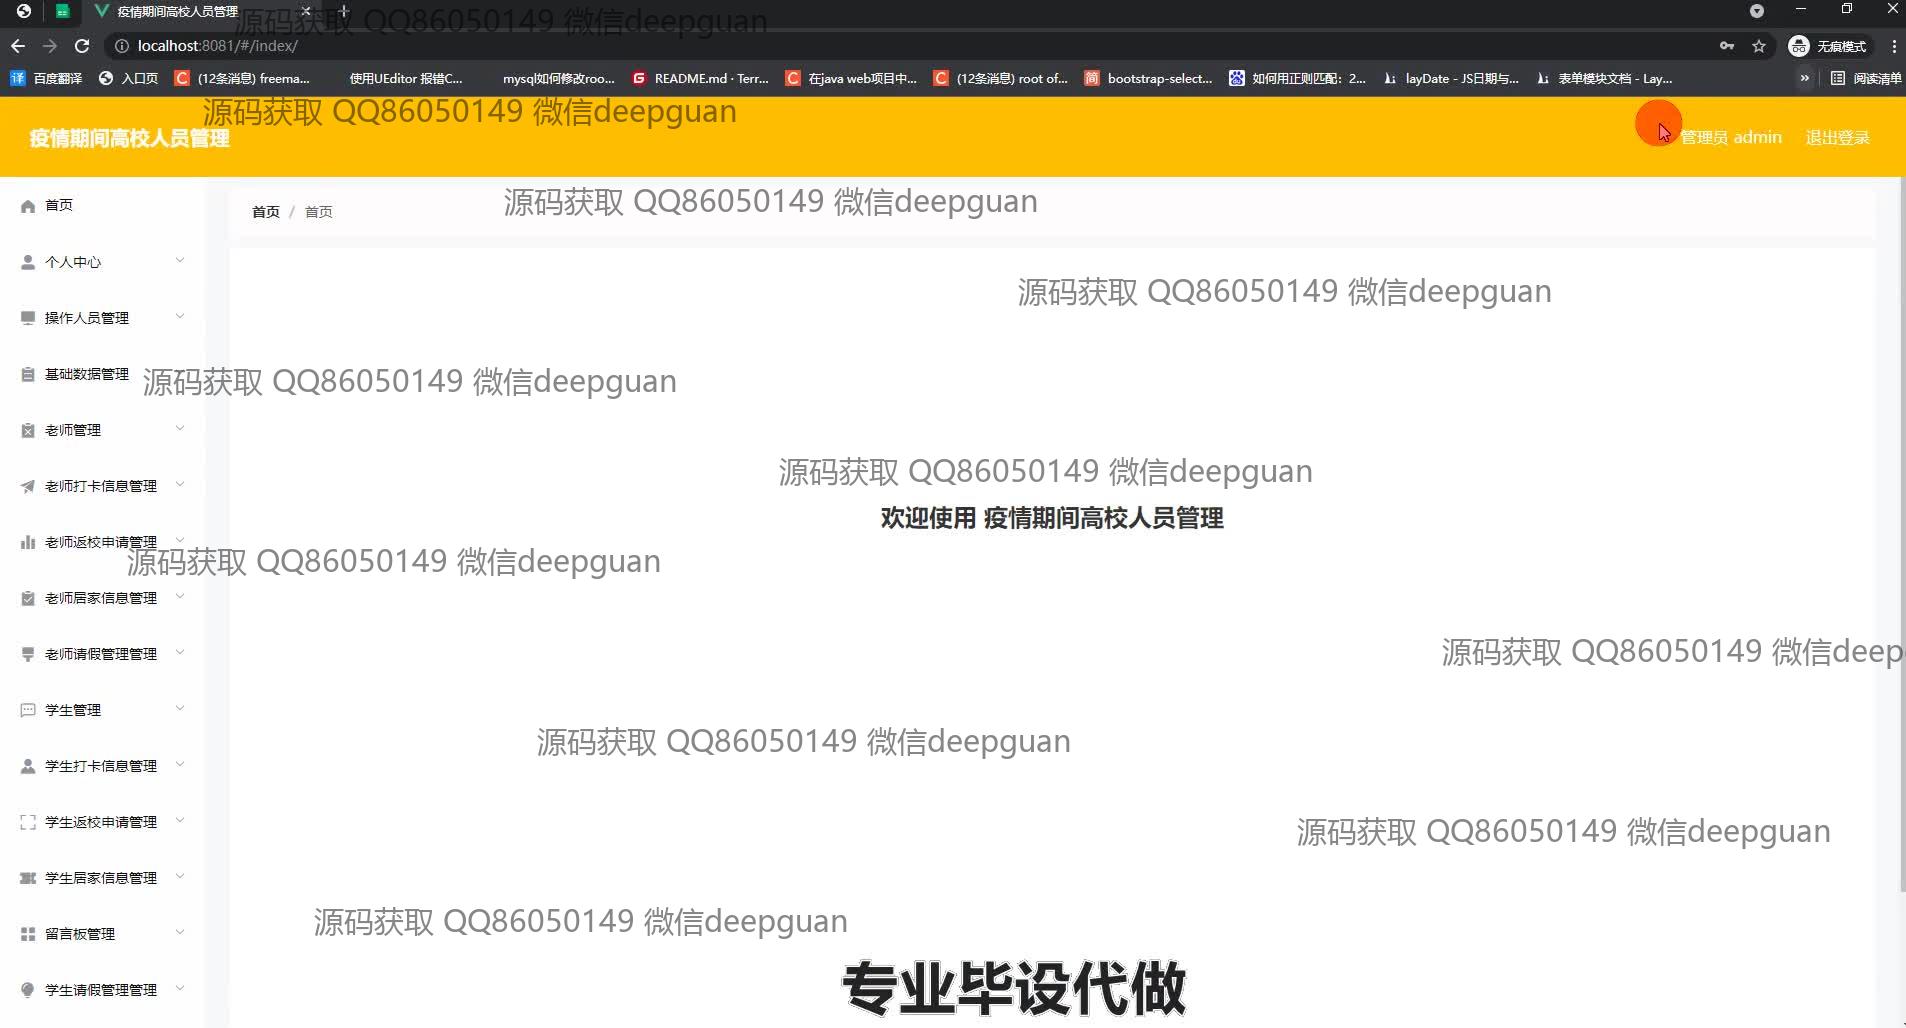 疫情期间高校人员管理
源码获取 QQ86050149 微信deepguan
localhost:8081/#/index/
无痕模式
百度翻译
入口页
(12条消息) freema...
使用UEditor 报错C...
mysql如何修改roo...
README.md · Terr...
在java web项目中...
(12条消息) root of...
bootstrap-select...
如何用正则匹配：2...
layDate - JS日期与...
表单模块文档 - Lay...
»
阅读清单
源码获取 QQ86050149 微信deepguan
疫情期间高校人员管理
管理员 admin
退出登录
首页
首页 / 首页
源码获取 QQ86050149 微信deepguan
个人中心
源码获取 QQ86050149 微信deepguan
操作人员管理
基础数据管理
源码获取 QQ86050149 微信deepguan
老师管理
源码获取 QQ86050149 微信deepguan
老师打卡信息管理
欢迎使用 疫情期间高校人员管理
老师返校申请管理
源码获取 QQ86050149 微信deepguan
老师居家信息管理
老师请假管理管理
源码获取 QQ86050149 微信deep
学生管理
源码获取 QQ86050149 微信deepguan
学生打卡信息管理
学生返校申请管理
源码获取 QQ86050149 微信deepguan
学生居家信息管理
源码获取 QQ86050149 微信deepguan
留言板管理
学生请假管理管理
专业毕设代做